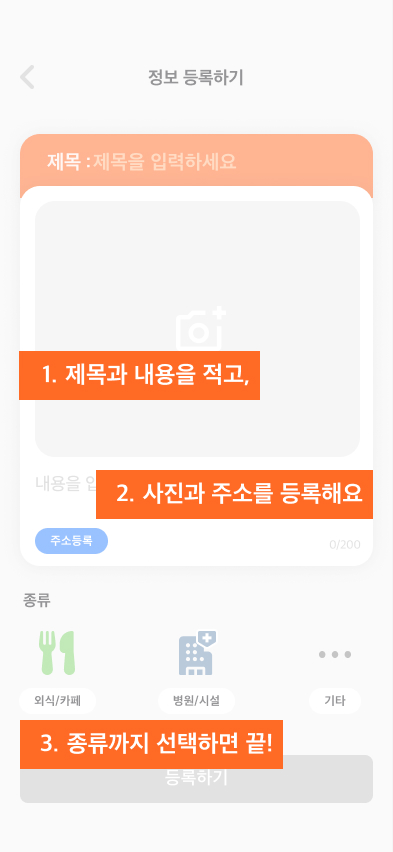 정보 등록하기
제목 : 제목을 입력하세요
1. 제목과 내용을 적고,
내용을
2. 사진과 주소를 등록해요
주소등록
0/200
종류
외식/카페
병원/시설
기타
3. 종류까지 선택하면 끝!
등록하기